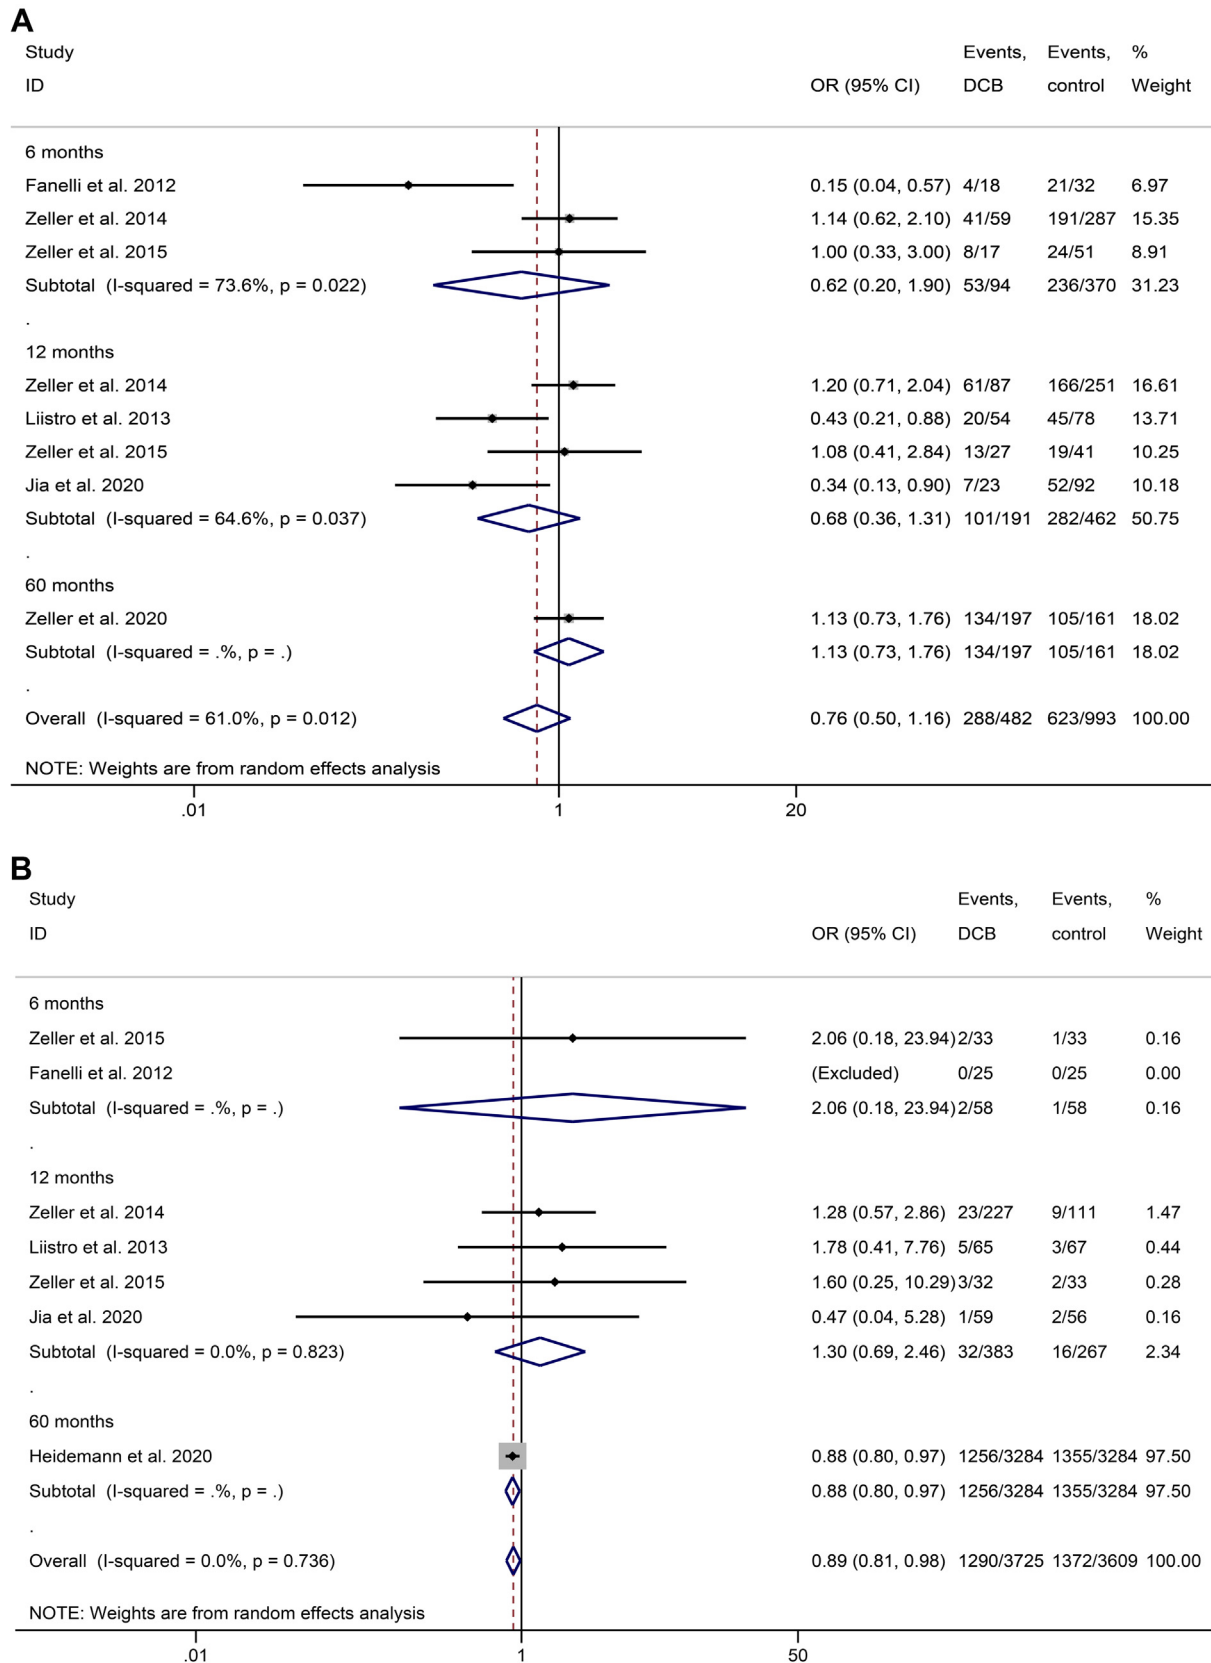 A
Study Events, Events, %
ID OR (95% CI) DCB control Weight
6 months
Fanelli et al. 2012 0.15 (0.04, 0.57) 4/18 21/32 6.97
Zeller et al. 2014 1.14 (0.62, 2.10) 41/59 191/287 15.35
Zeller et al. 2015 1.00 (0.33, 3.00) 8/17 24/51 8.91
Subtotal (I-squared = 73.6%, p = 0.022) 0.62 (0.20, 1.90) 53/94 236/370 31.23
.
12 months
Zeller et al. 2014 1.20 (0.71, 2.04) 61/87 166/251 16.61
Liistro et al. 2013 0.43 (0.21, 0.88) 20/54 45/78 13.71
Zeller et al. 2015 1.08 (0.41, 2.84) 13/27 19/41 10.25
Jia et al. 2020 0.34 (0.13, 0.90) 7/23 52/92 10.18
Subtotal (I-squared = 64.6%, p = 0.037) 0.68 (0.36, 1.31) 101/191 282/462 50.75
.
60 months
Zeller et al. 2020 1.13 (0.73, 1.76) 134/197 105/161 18.02
Subtotal (I-squared = .%, p = .) 1.13 (0.73, 1.76) 134/197 105/161 18.02
.
Overall (I-squared = 61.0%, p = 0.012) 0.76 (0.50, 1.16) 288/482 623/993 100.00
NOTE: Weights are from random effects analysis
.01 1 20
B
Study Events, Events, %
ID OR (95% CI) DCB control Weight
6 months
Zeller et al. 2015 2.06 (0.18, 23.94) 2/33 1/33 0.16
Fanelli et al. 2012 (Excluded) 0/25 0/25 0.00
Subtotal (I-squared = .%, p = .) 2.06 (0.18, 23.94) 2/58 1/58 0.16
.
12 months
Zeller et al. 2014 1.28 (0.57, 2.86) 23/227 9/111 1.47
Liistro et al. 2013 1.78 (0.41, 7.76) 5/65 3/67 0.44
Zeller et al. 2015 1.60 (0.25, 10.29) 3/32 2/33 0.28
Jia et al. 2020 0.47 (0.04, 5.28) 1/59 2/56 0.16
Subtotal (I-squared = 0.0%, p = 0.823) 1.30 (0.69, 2.46) 32/383 16/267 2.34
.
60 months
Heidemann et al. 2020 0.88 (0.80, 0.97) 1256/3284 1355/3284 97.50
Subtotal (I-squared = .%, p = .) 0.88 (0.80, 0.97) 1256/3284 1355/3284 97.50
.
Overall (I-squared = 0.0%, p = 0.736) 0.89 (0.81, 0.98) 1290/3725 1372/3609 100.00
NOTE: Weights are from random effects analysis
.01 1 50